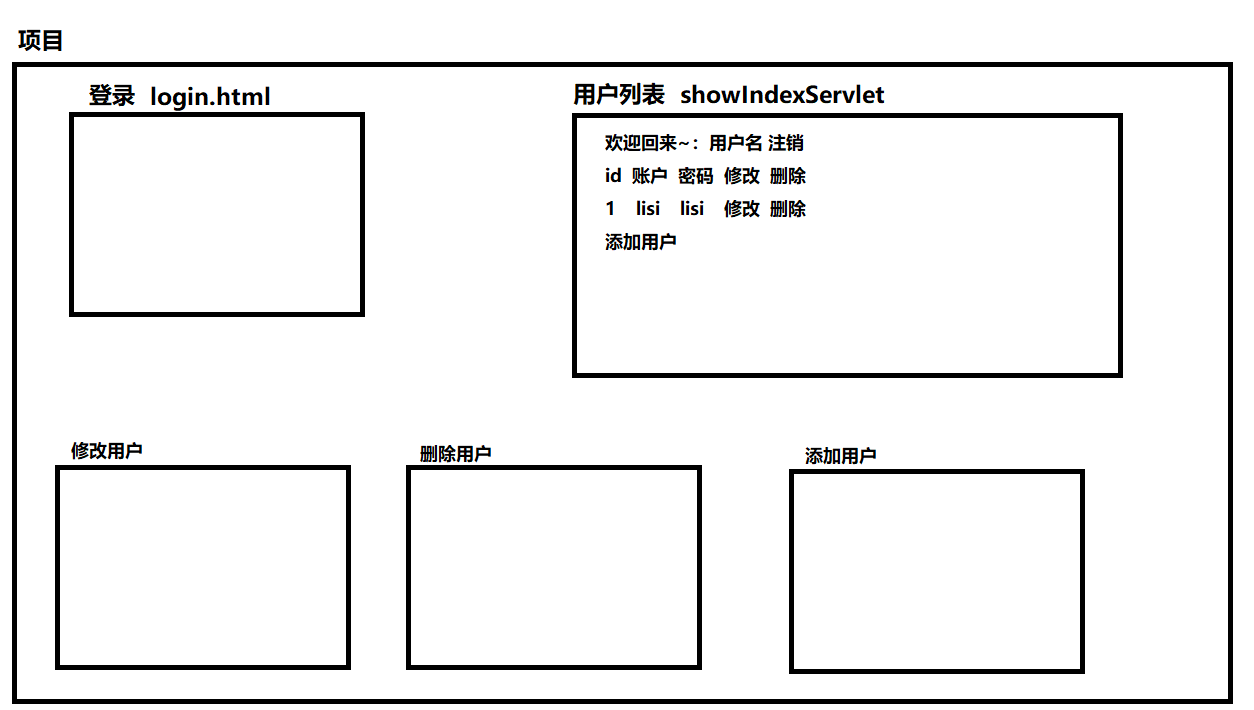 项目
登录 login.html
用户列表 showIndexServlet
欢迎回来~：用户名 注销
id 账户 密码 修改 删除
1 lisi lisi 修改 删除
添加用户
修改用户
删除用户
添加用户